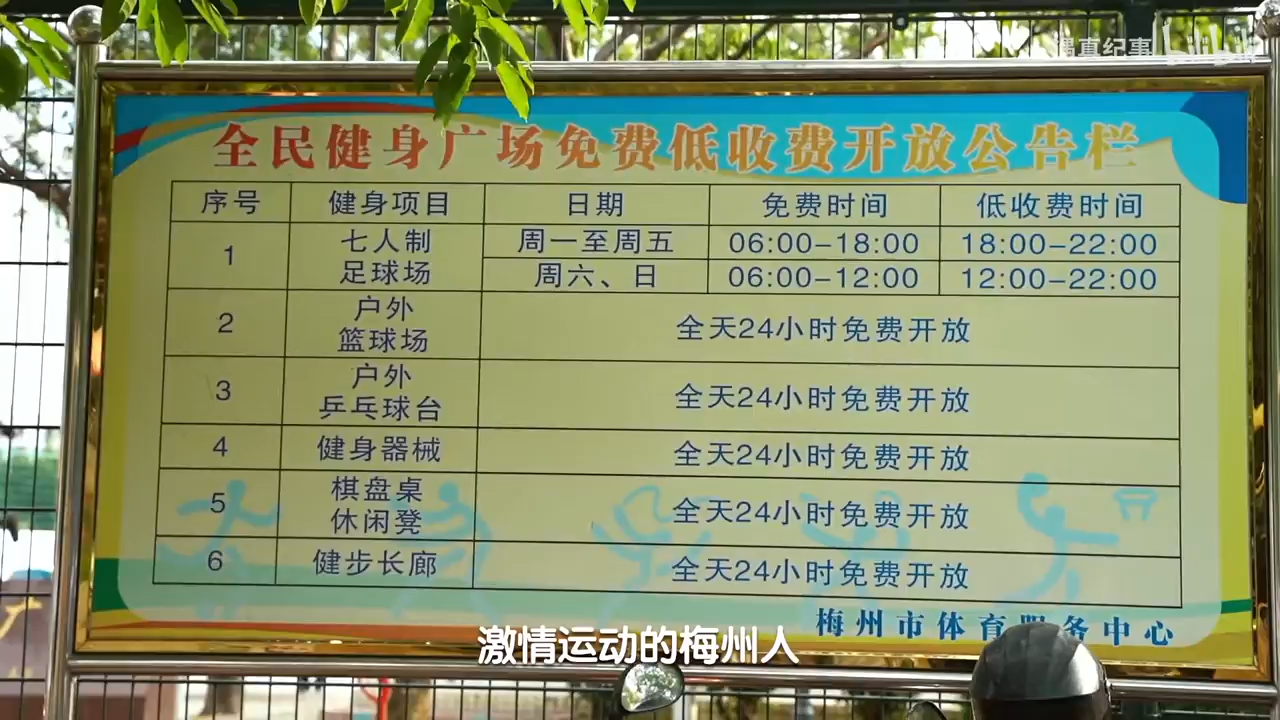 真纪事
全民健身广场免费低收费开放公告栏
序号 健身项目 日期 免费时间 低收费时间
1 七人制足球场 周一至周五 06:00-18:00 18:00-22:00
周六、日 06:00-12:00 12:00-22:00
2 户外篮球场 全天24小时免费开放
3 户外乒乓球台 全天24小时免费开放
4 健身器械 全天24小时免费开放
5 棋盘桌休闲凳 全天24小时免费开放
6 健步长廊 全天24小时免费开放
梅州市体育服务中心
激情运动的梅州人